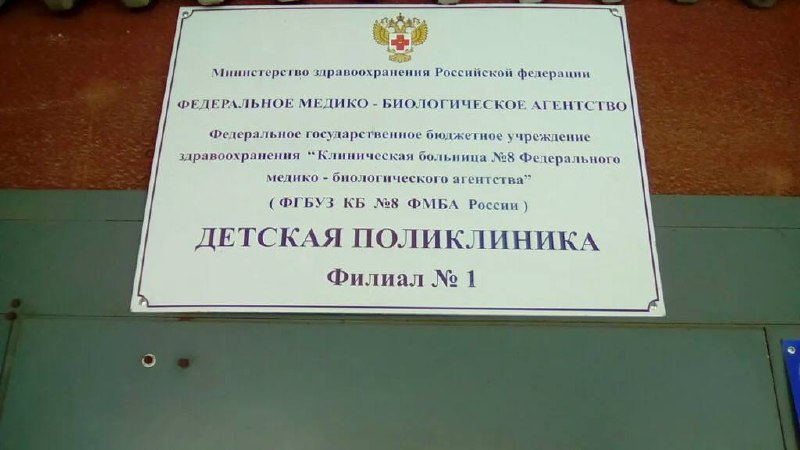 Министерство здравоохранения Российской федерации
ФЕДЕРАЛЬНОЕ МЕДИКО - БИОЛОГИЧЕСКОЕ АГЕНТСТВО
Федеральное государственное бюджетное учреждение
здравоохранения “Клиническая больница №8 Федерального
медико - биологического агентства”
( ФГБУЗ КБ №8 ФМБА России )
ДЕТСКАЯ ПОЛИКЛИНИКА
Филиал № 1